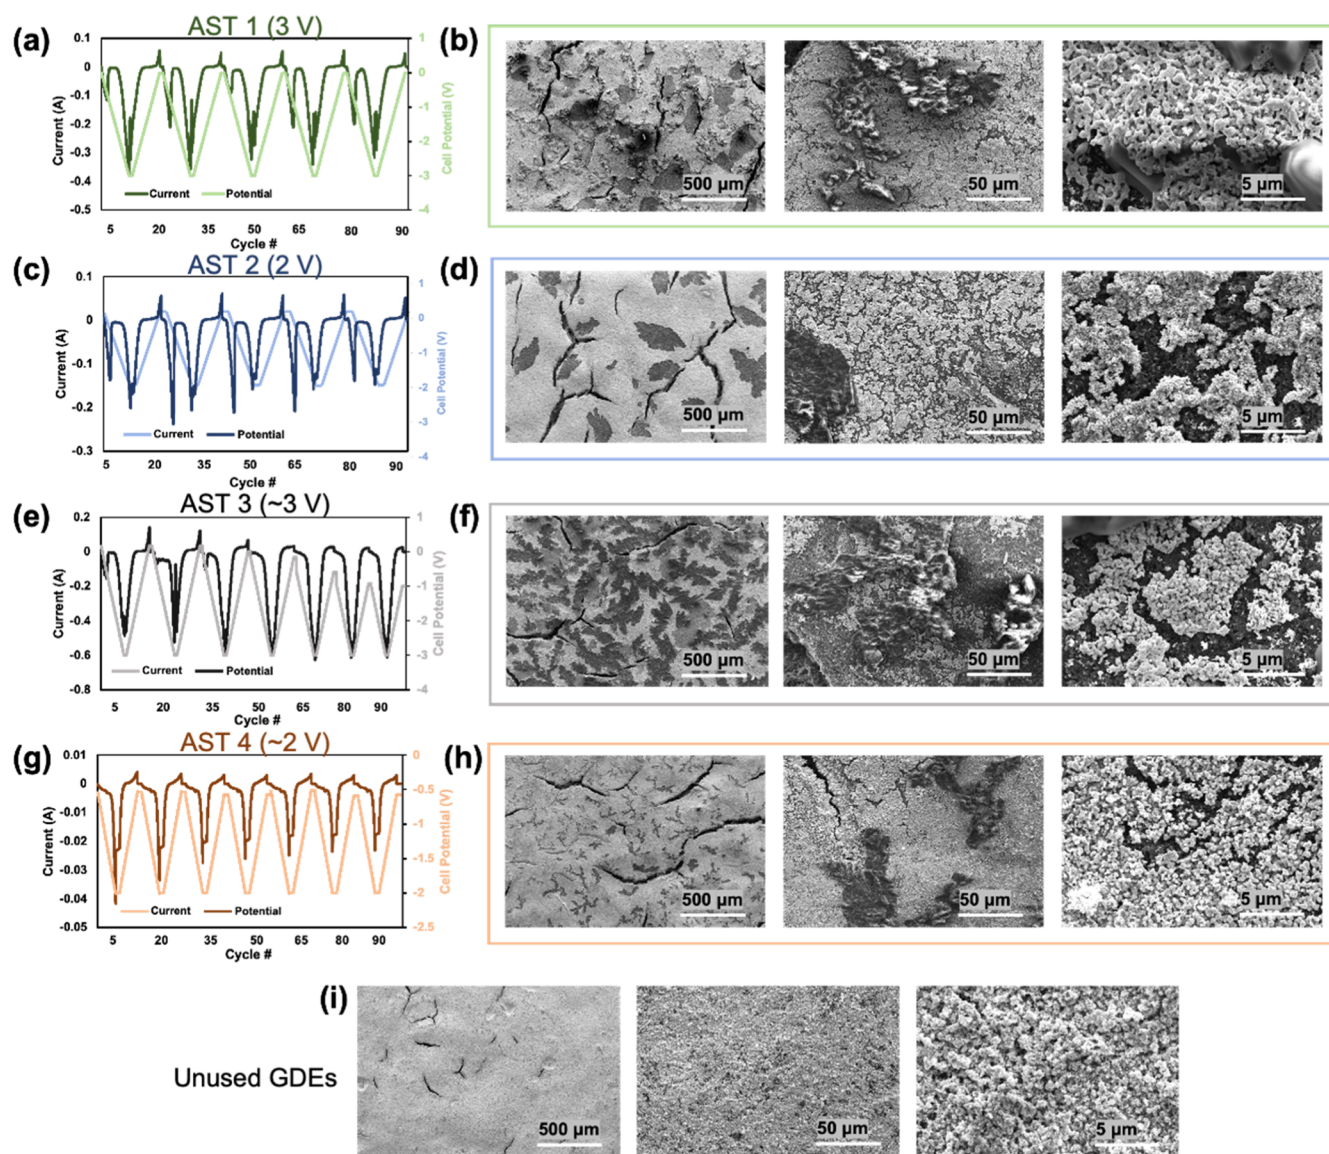 (a)
AST 1 (3 V)
0.1
0
-0.1
-0.2
-0.3
-0.4
-0.5
Current (A)
1
0
-1
-2
-3
-4
Cell Potential (V)
Current
Potential
5 20 35 50 65 80 90
Cycle #
(b)
500 µm
50 µm
5 µm
(c)
AST 2 (2 V)
0.1
0
-0.1
-0.2
-0.3
Current (A)
1
0
-1
-2
-3
-4
Cell Potential (V)
Current
Potential
5 20 35 50 65 80 90
Cycle #
(d)
500 µm
50 µm
5 µm
(e)
AST 3 (~3 V)
0.2
0
-0.2
-0.4
-0.6
-0.8
Current (A)
1
0
-1
-2
-3
-4
Cell Potential (V)
Current
Potential
5 20 35 50 65 80 90
Cycle #
(f)
500 µm
50 µm
5 µm
(g)
AST 4 (~2 V)
0.01
0
-0.01
-0.02
-0.03
-0.04
-0.05
Current (A)
0
-0.5
-1
-1.5
-2
-2.5
Cell Potential (V)
Current
Potential
5 20 35 50 65 80 90
Cycle #
(h)
500 µm
50 µm
5 µm
(i)
Unused GDEs
500 µm
50 µm
5 µm